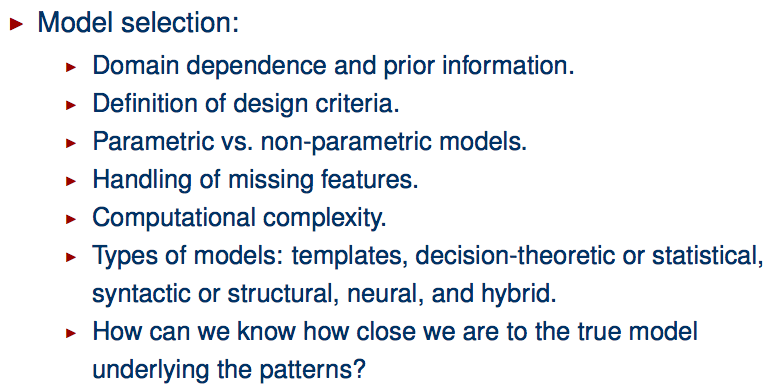 ► Model selection:
► Domain dependence and prior information.
► Definition of design criteria.
► Parametric vs. non-parametric models.
► Handling of missing features.
► Computational complexity.
► Types of models: templates, decision-theoretic or statistical,
syntactic or structural, neural, and hybrid.
► How can we know how close we are to the true model
underlying the patterns?